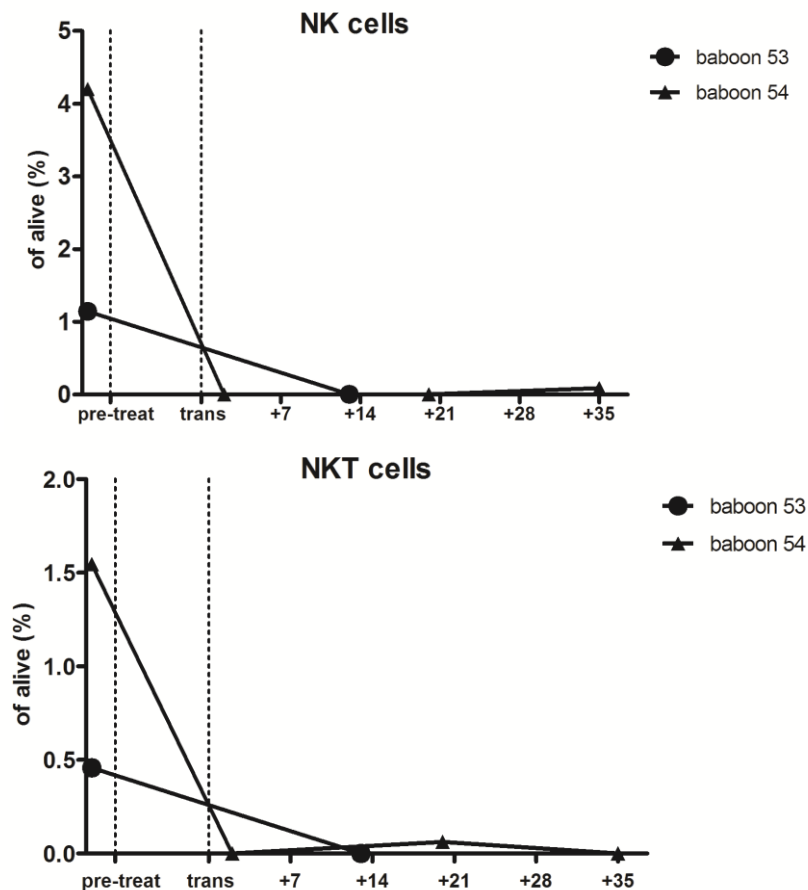 NK cells
5
4
3
2
1
0
of alive (%)
pre-treat trans +7 +14 +21 +28 +35
baboon 53
baboon 54
NKT cells
2.0
1.5
1.0
0.5
0.0
of alive (%)
pre-treat trans +7 +14 +21 +28 +35
baboon 53
baboon 54